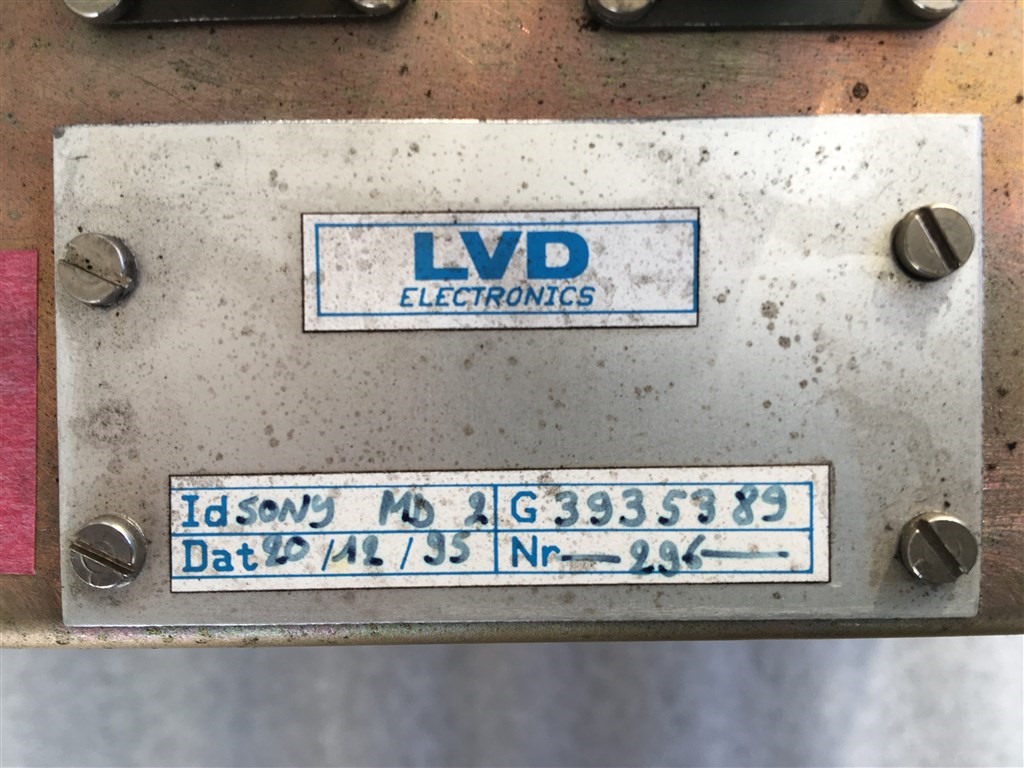 LVD
ELECTRONICS
Id SONY MD 2 G 3935389
Dat 20/12/95 Nr — 296 —